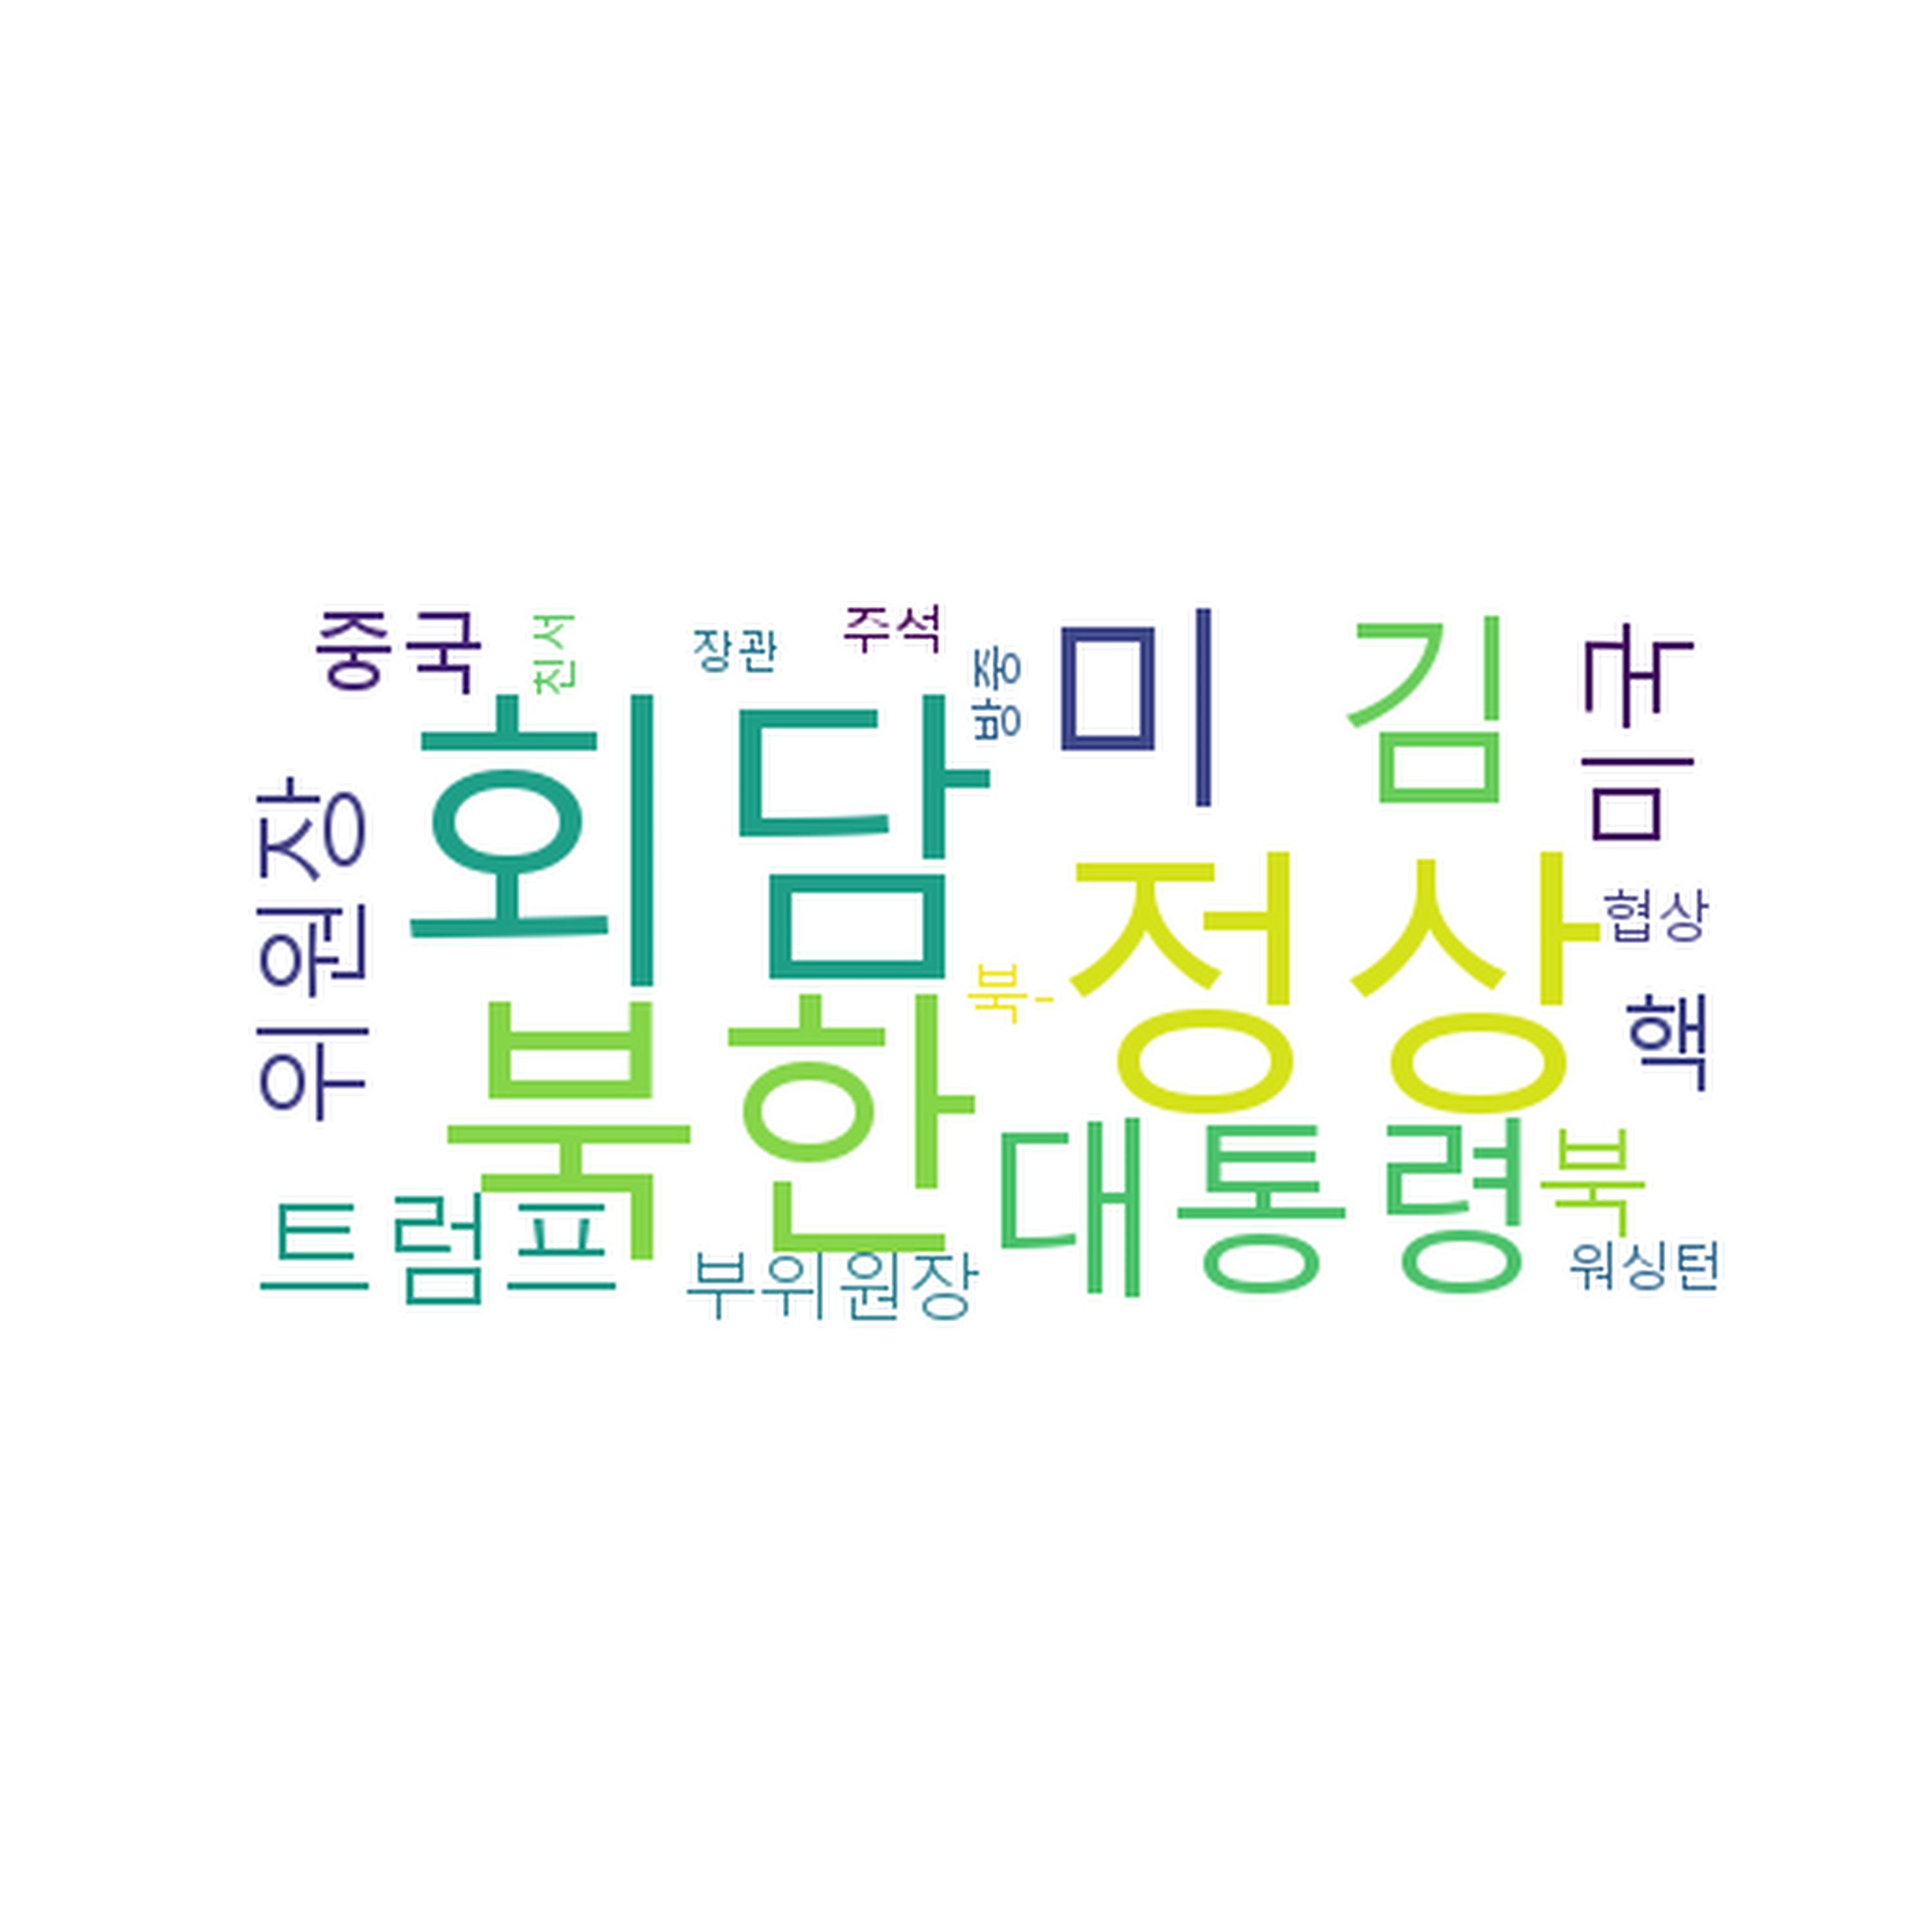 중국
친서
장관
주석
방중
미
김
미국
회담
위원장
정상
협상
북-
핵
북한
대통령
북
트럼프
부위원장
워싱턴